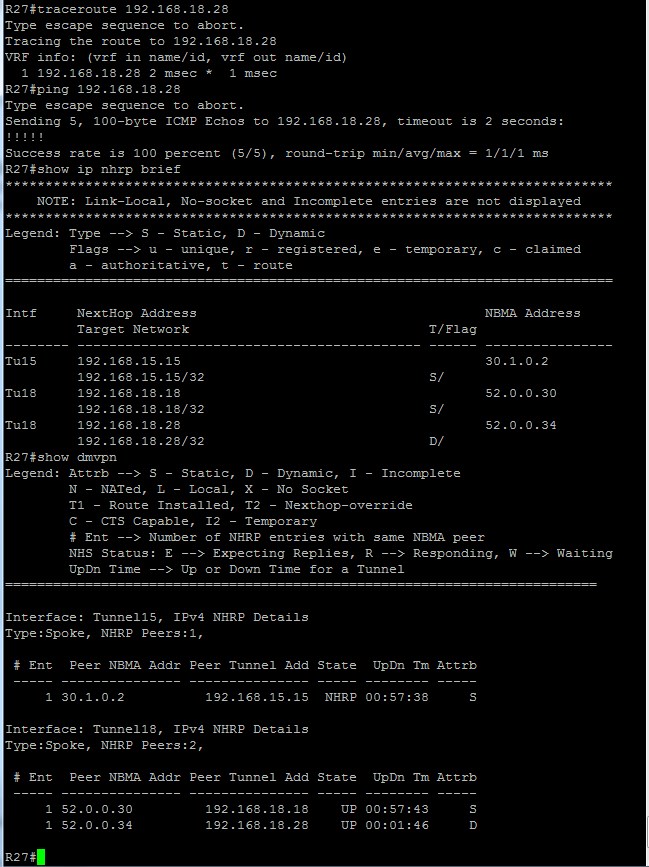 R27#traceroute 192.168.18.28
Type escape sequence to abort.
Tracing the route to 192.168.18.28
VRF info: (vrf in name/id, vrf out name/id)
  1 192.168.18.28 2 msec *  1 msec
R27#ping 192.168.18.28
Type escape sequence to abort.
Sending 5, 100-byte ICMP Echos to 192.168.18.28, timeout is 2 seconds:
!!!!!
Success rate is 100 percent (5/5), round-trip min/avg/max = 1/1/1 ms
R27#show ip nhrp brief
****************************************************************************
    NOTE: Link-Local, No-socket and Incomplete entries are not displayed
****************************************************************************
Legend: Type --> S - Static, D - Dynamic
        Flags --> u - unique, r - registered, e - temporary, c - claimed
        a - authoritative, t - route
============================================================================

Intf     NextHop Address                                    NBMA Address
         Target Network                              T/Flag
-------- ------------------------------------------- ------ ----------------
Tu15     192.168.15.15                                      30.1.0.2
         192.168.15.15/32                            S/
Tu18     192.168.18.18                                      52.0.0.30
         192.168.18.18/32                            S/
Tu18     192.168.18.28                                      52.0.0.34
         192.168.18.28/32                            D/
R27#show dmvpn
Legend: Attrb --> S - Static, D - Dynamic, I - Incomplete
        N - NATed, L - Local, X - No Socket
        T1 - Route Installed, T2 - Nexthop-override
        C - CTS Capable, I2 - Temporary
        # Ent --> Number of NHRP entries with same NBMA peer
        NHS Status: E --> Expecting Replies, R --> Responding, W --> Waiting
        UpDn Time --> Up or Down Time for a Tunnel
==========================================================================

Interface: Tunnel15, IPv4 NHRP Details
Type:Spoke, NHRP Peers:1,

 # Ent  Peer NBMA Addr Peer Tunnel Add State  UpDn Tm Attrb
 ----- --------------- --------------- ----- -------- -----
     1 30.1.0.2          192.168.15.15  NHRP 00:57:38     S

Interface: Tunnel18, IPv4 NHRP Details
Type:Spoke, NHRP Peers:2,

 # Ent  Peer NBMA Addr Peer Tunnel Add State  UpDn Tm Attrb
 ----- --------------- --------------- ----- -------- -----
     1 52.0.0.30         192.168.18.18    UP 00:57:43     S
     1 52.0.0.34         192.168.18.28    UP 00:01:46     D

R27#